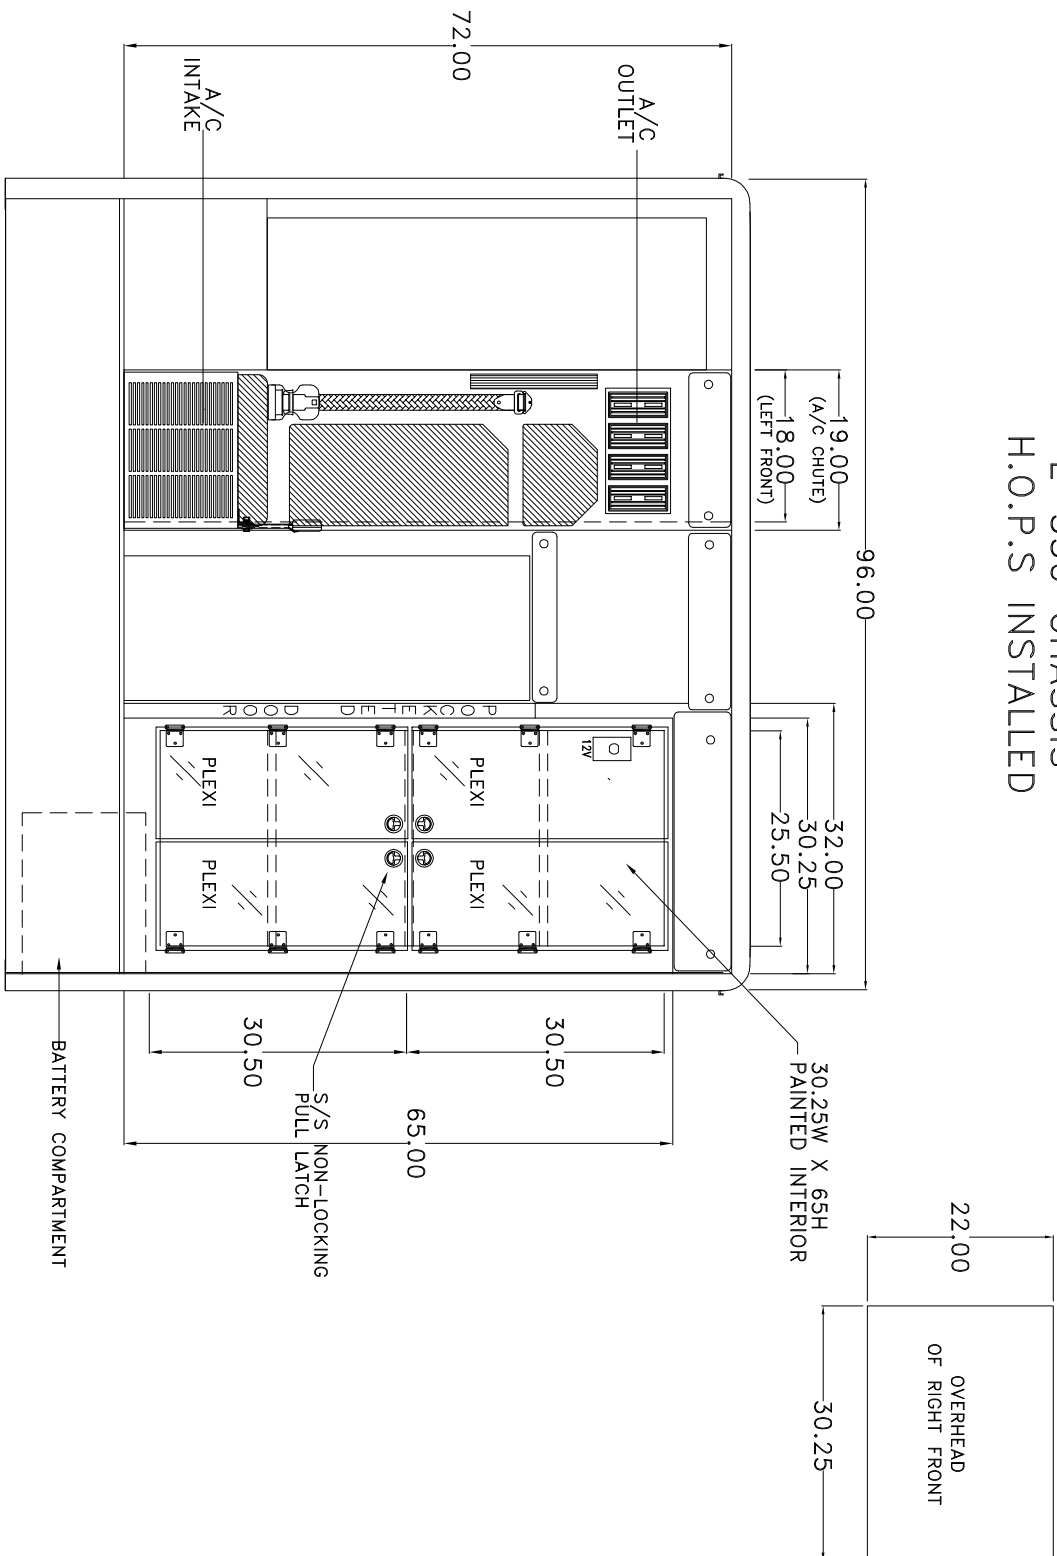 H.O.P.S INSTALLED
96.00
19.00
(A/C CHUTE)
18.00
(LEFT FRONT)
32.00
30.25
25.50
72.00
A/C
OUTLET
A/C
INTAKE
12V
PLEXI
PLEXI
PLEXI
PLEXI
POCKETED DOOR
30.25W X 65H
PAINTED INTERIOR
30.50
30.50
65.00
S/S NON-LOCKING
PULL LATCH
BATTERY COMPARTMENT
22.00
OVERHEAD
OF RIGHT FRONT
30.25